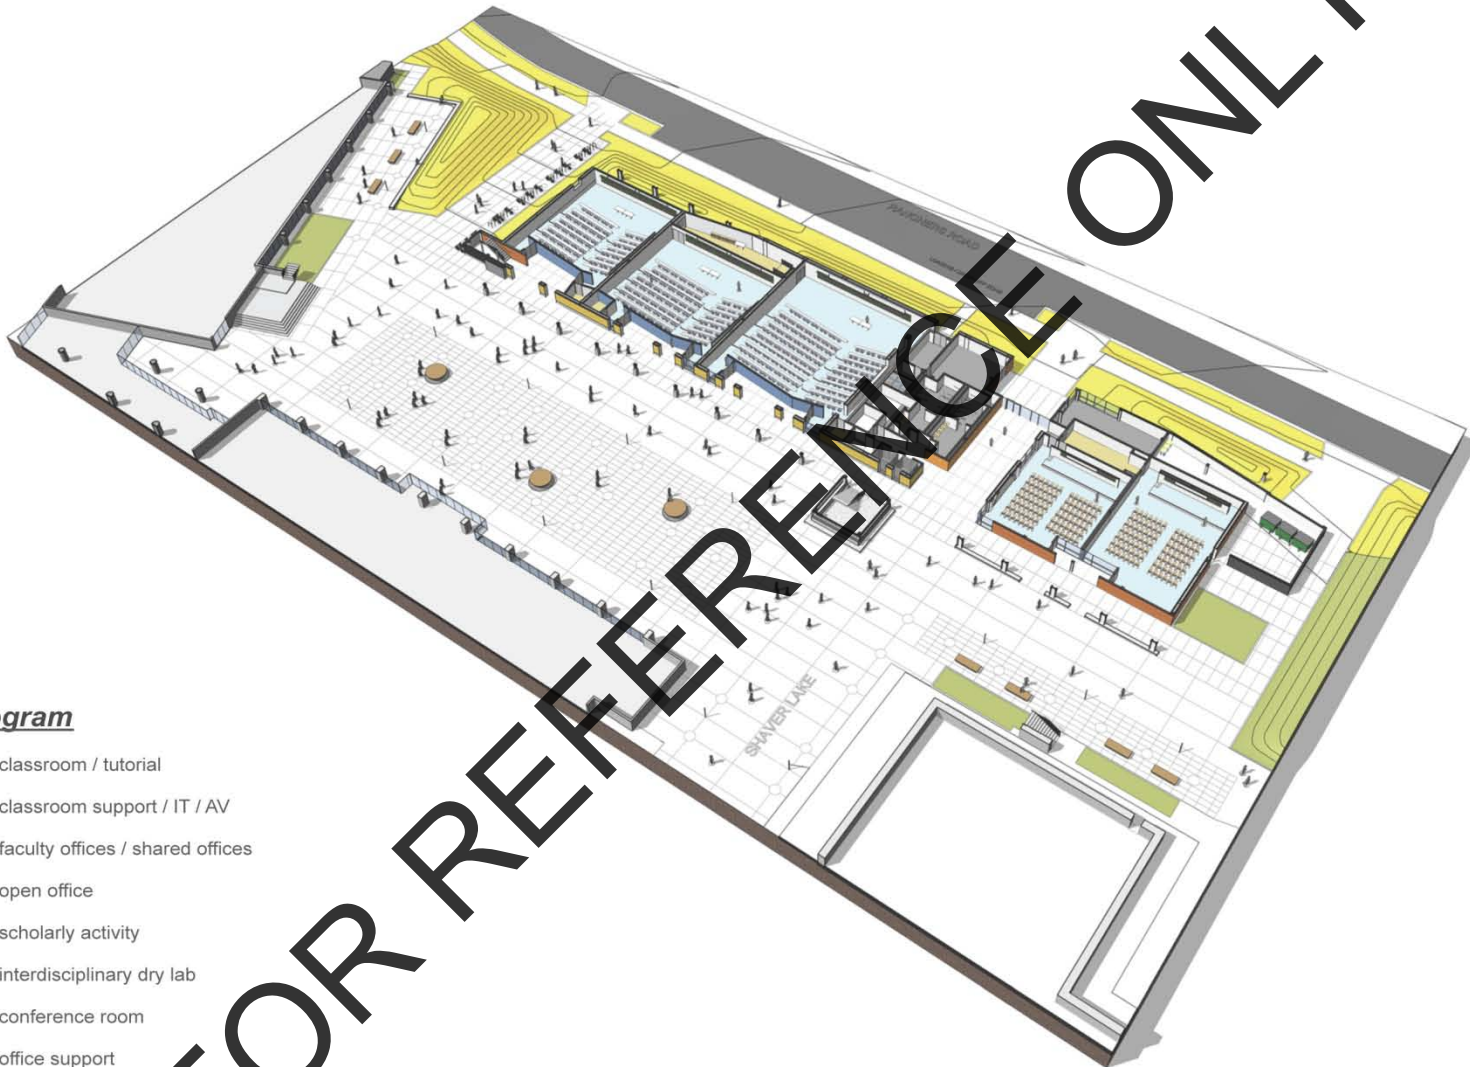 FOR REFERENCE ONL
SHAVER LAKE
gram
classroom / tutorial
classroom support / IT / AV
faculty offices / shared offices
open office
scholarly activity
interdisciplinary dry lab
conference room
office support